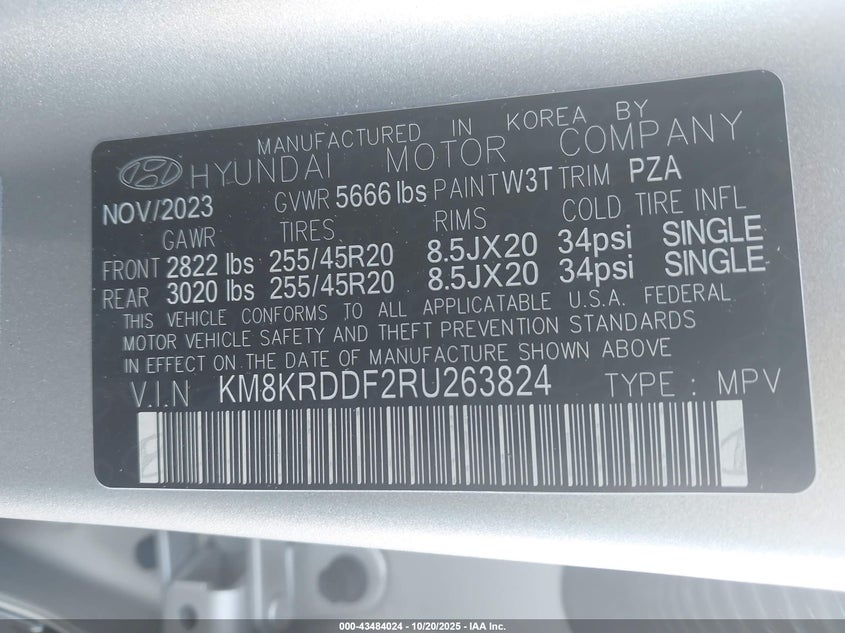 MANUFACTURED IN KOREA BY
HYUNDAI MOTOR COMPANY
NOV/2023 GVWR 5666 lbs PAINT W3T TRIM PZA
GAWR TIRES RIMS COLD TIRE INFL
FRONT 2822 lbs 255/45R20 8.5JX20 34psi SINGLE
REAR 3020 lbs 255/45R20 8.5JX20 34psi SINGLE
THIS VEHICLE CONFORMS TO ALL APPLICATABLE U.S.A. FEDERAL
MOTOR VEHICLE SAFETY AND THEFT PREVENTION STANDARDS
IN EFFECT ON THE DATE OF MANUFACTURE SHOWN ABOVE
V.I.N KM8KRDDF2RU263824 TYPE : MPV
000-43484024 - 10/20/2025 - IAA Inc.